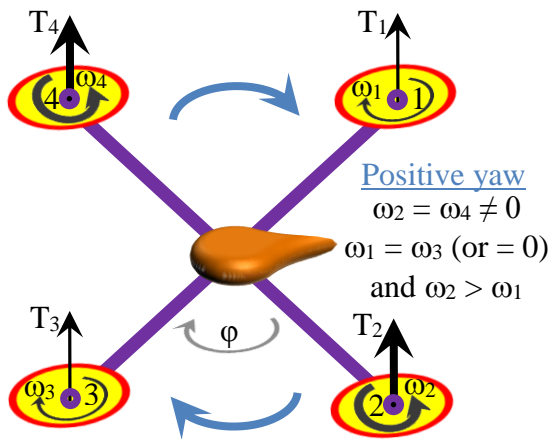 T₄
T₁
ω₄
4
ω₁
1
Positive yaw
ω₂ = ω₄ ≠ 0
ω₁ = ω₃ (or = 0)
and ω₂ > ω₁
T₃
φ
T₂
ω₃
3
2
ω₂